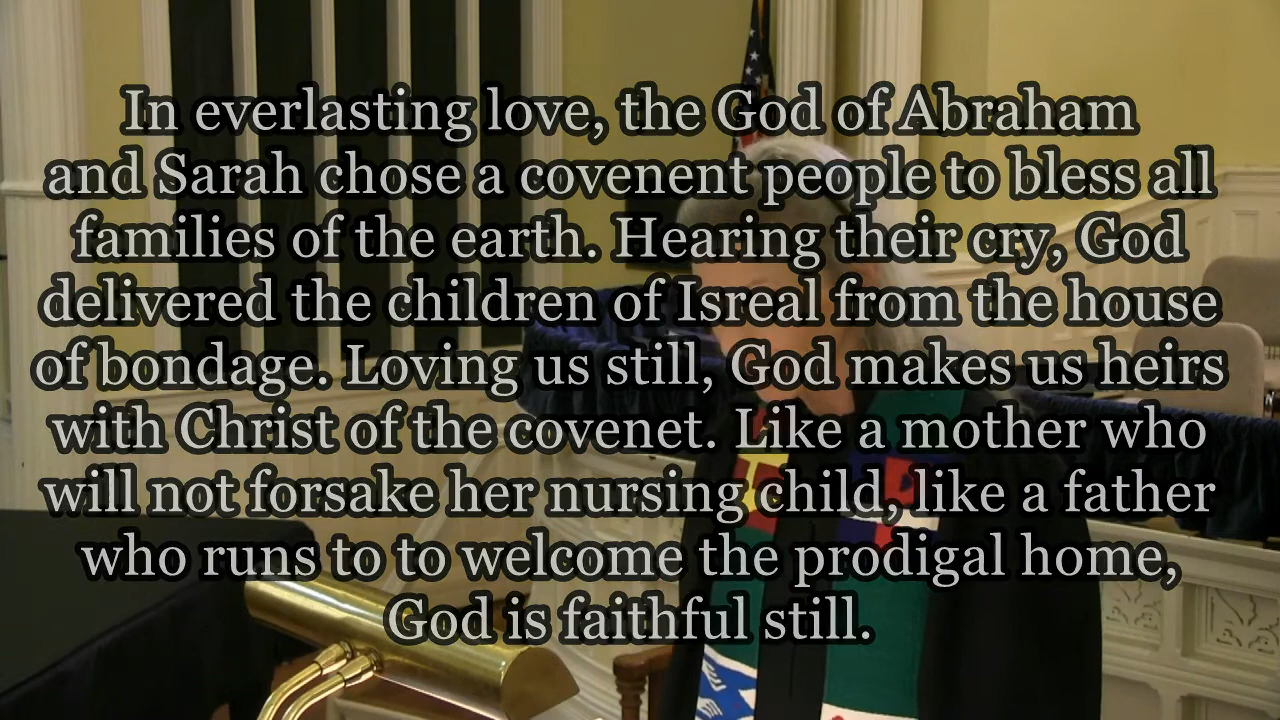 In everlasting love, the God of Abraham
and Sarah chose a covenent people to bless all
families of the earth. Hearing their cry, God
delivered the children of Isreal from the house
of bondage. Loving us still, God makes us heirs
with Christ of the covenet. Like a mother who
will not forsake her nursing child, like a father
who runs to to welcome the prodigal home,
God is faithful still.